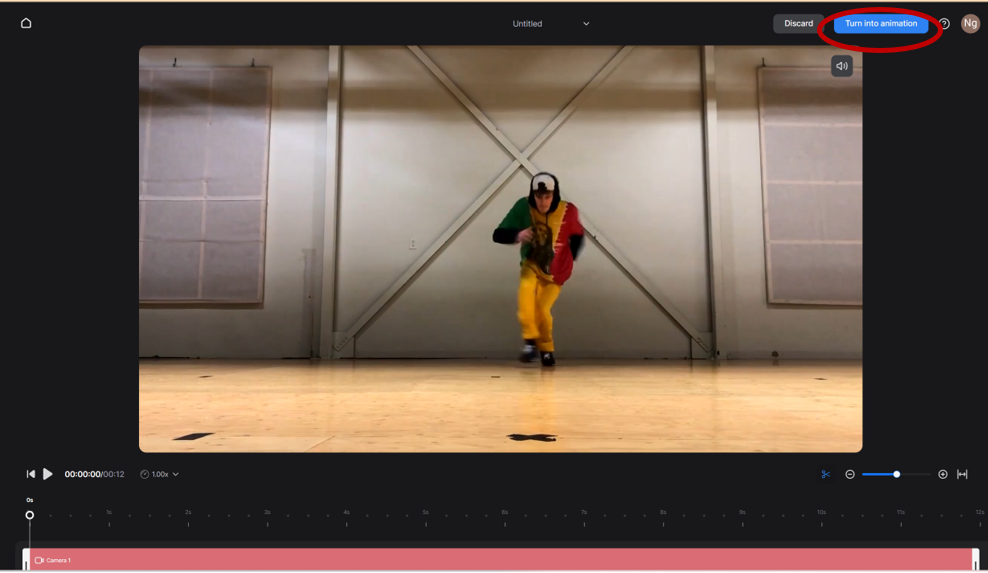 Untitled
Discard
Turn into animation
Ng
00:00:00/00:12
1.00x
0s
1s
2s
3s
4s
5s
6s
7s
8s
9s
10s
11s
12s
Camera 1